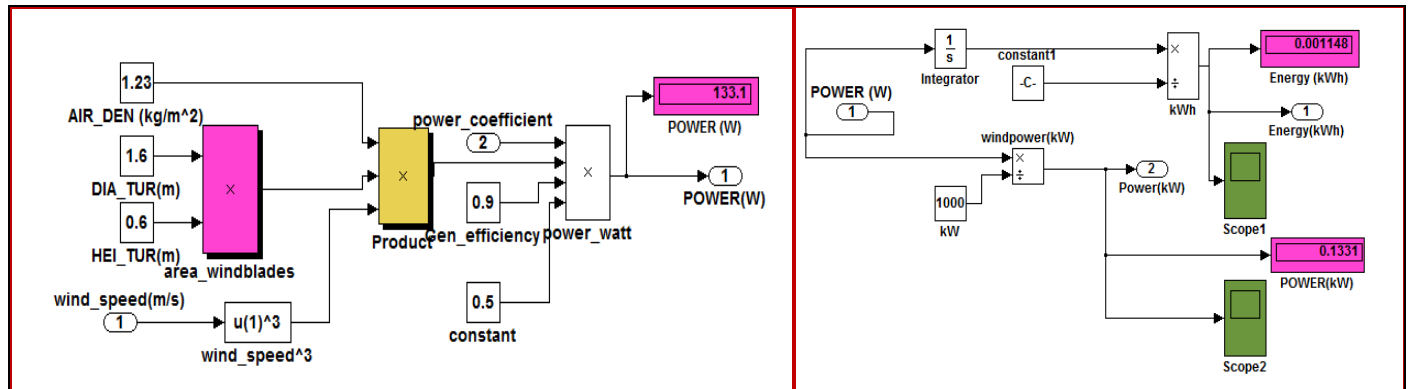 1.23
AIR_DEN (kg/m^2)
1.6
DIA_TUR(m)
0.6
HEI_TUR(m)
×
area_windblades
wind_speed(m/s)
1
u(1)^3
wind_speed^3
×
Product
power_coefficient
2
0.9
Gen_efficiency
0.5
constant
×
power_watt
133.1
POWER (W)
1
POWER(W)
POWER (W)
1
1
s
Integrator
constant1
-C-
×
÷
kWh
0.001148
Energy (kWh)
1
Energy(kWh)
Scope1
windpower(kW)
×
÷
1000
kW
2
Power(kW)
0.1331
POWER(kW)
Scope2